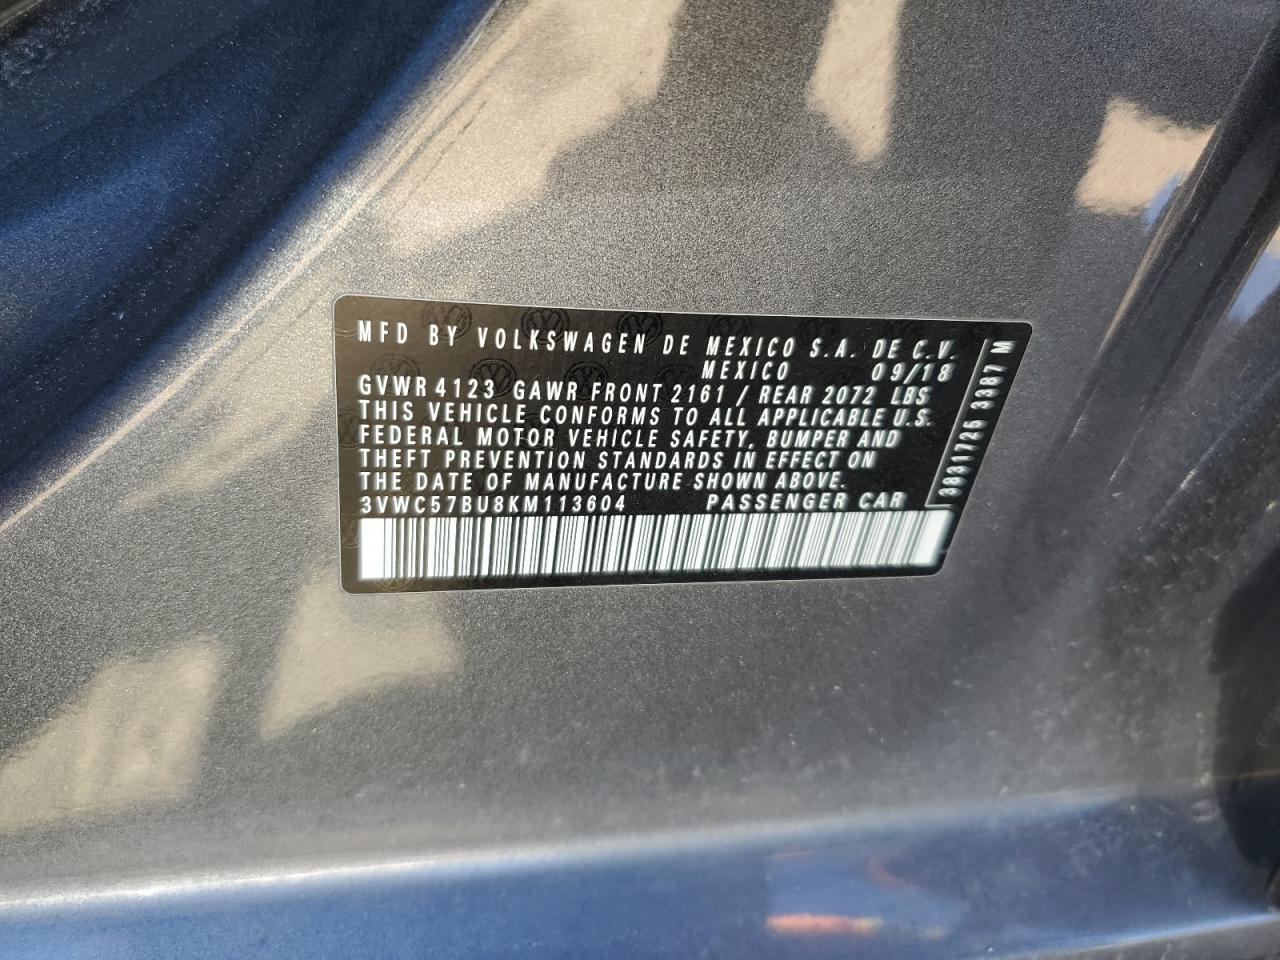 MFD BY VOLKSWAGEN DE MEXICO S.A. DE C.V.
MEXICO 09/18
GVWR 4123 GAWR FRONT 2161 / REAR 2072 LBS
THIS VEHICLE CONFORMS TO ALL APPLICABLE U.S.
FEDERAL MOTOR VEHICLE SAFETY, BUMPER AND
THEFT PREVENTION STANDARDS IN EFFECT ON
THE DATE OF MANUFACTURE SHOWN ABOVE.
3VWC57BU8KM113604 PASSENGER CAR
3831725 3387 M